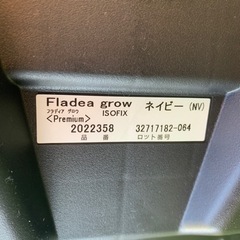 Fladea grow ネイビー (NV)
フラディア グロウ ISOFIX
<Premium>
2022358 32717182-064
品 番 ロット番号